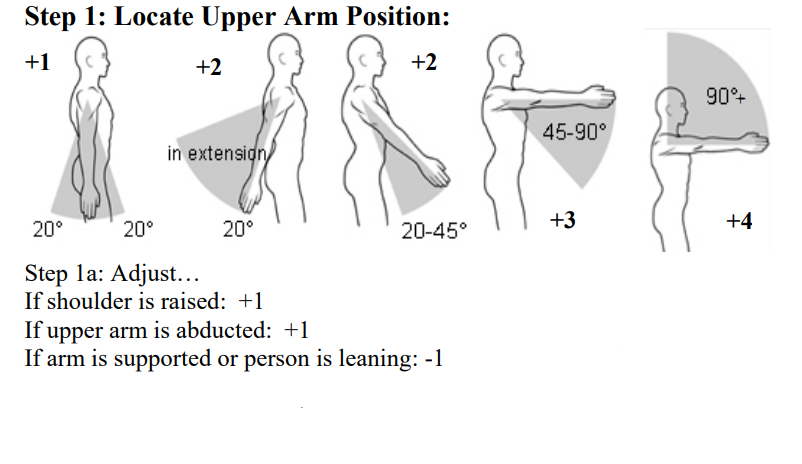 Step 1: Locate Upper Arm Position:
+1
+2
+2
90°+
in extension
45-90°
20°
20°
20°
20-45°
+3
+4
Step 1a: Adjust…
If shoulder is raised:  +1
If upper arm is abducted:  +1
If arm is supported or person is leaning: -1